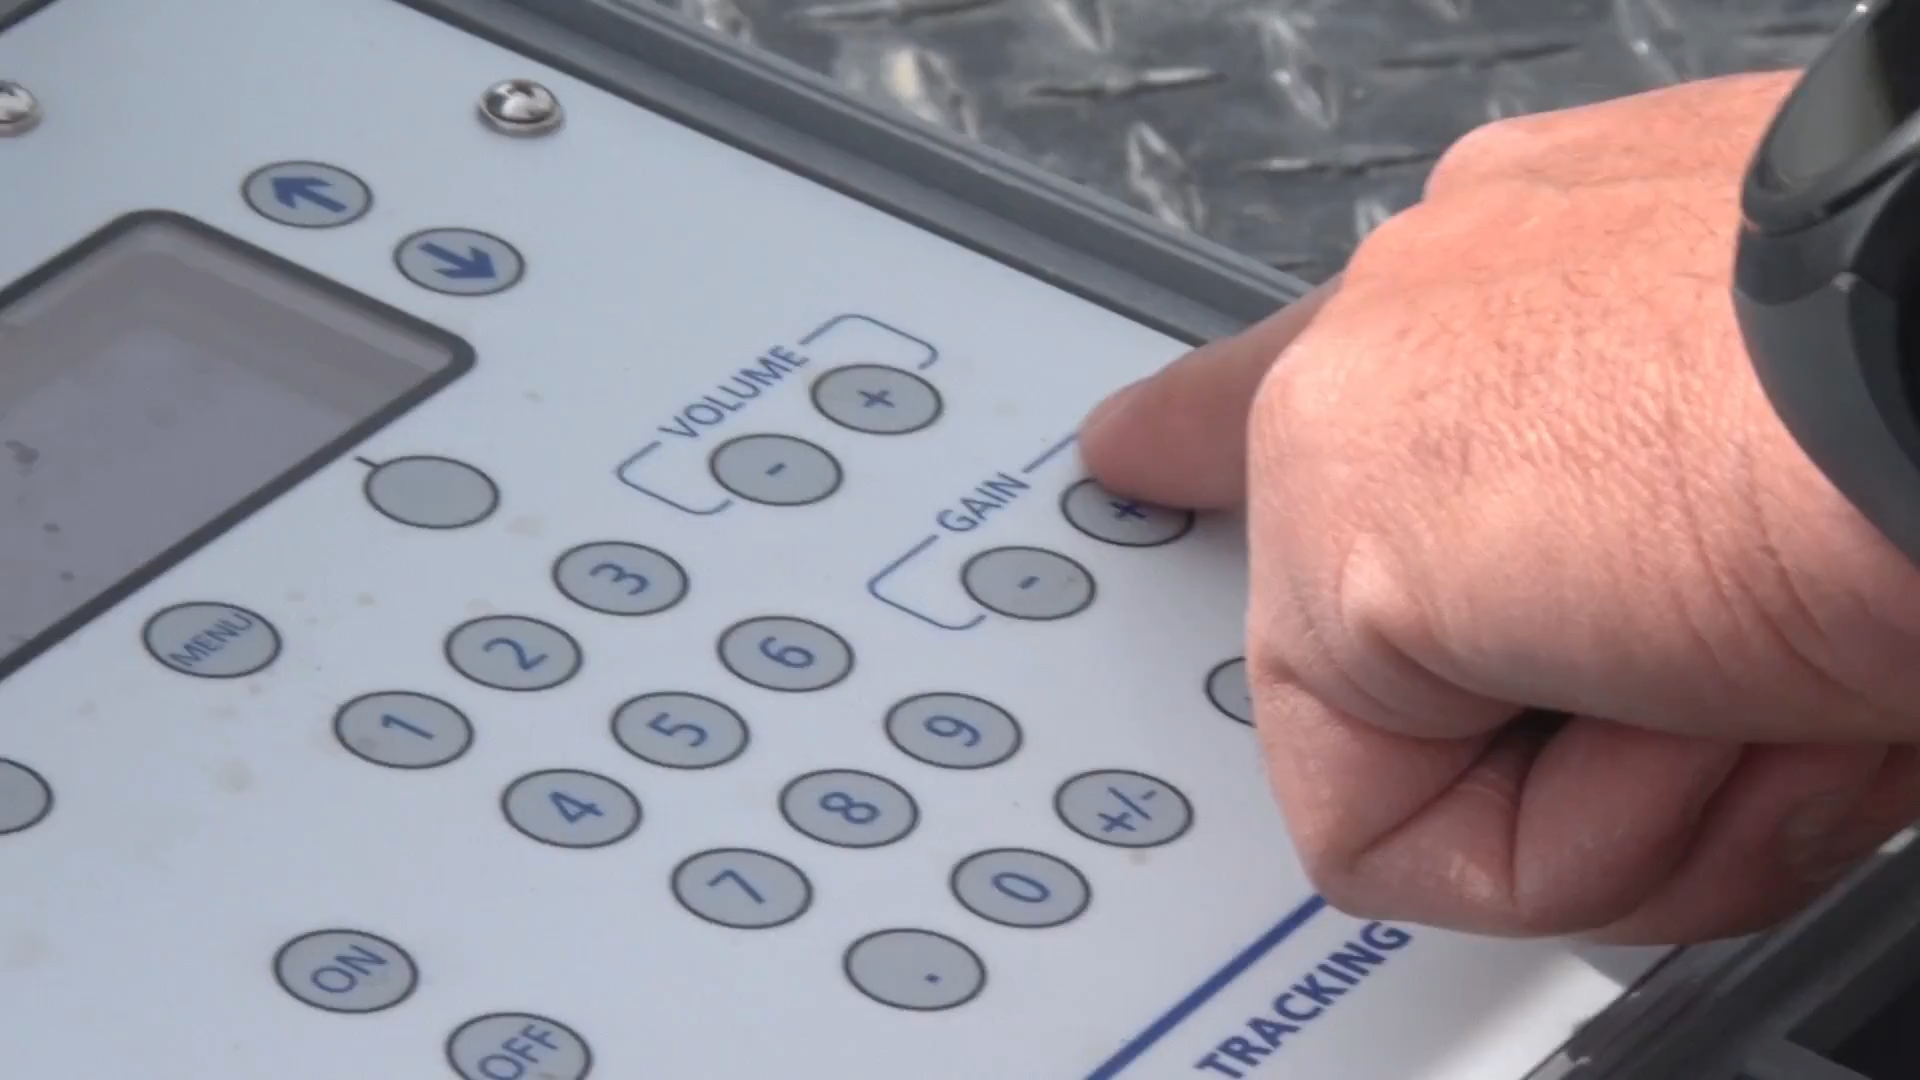 VOLUME
- +
GAIN
- +
MENU
1 2 3
4 5 6
7 8 9
. 0 +/-
ON
OFF
TRACKING